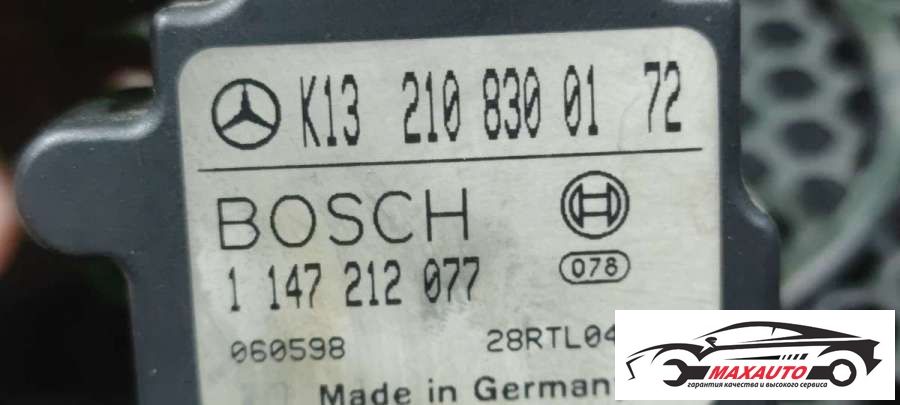 K13 210 830 01 72
BOSCH
1 147 212 077
078
060598 28RTL04
Made in German
MAXAUTO
гарантия качества и высокого сервиса